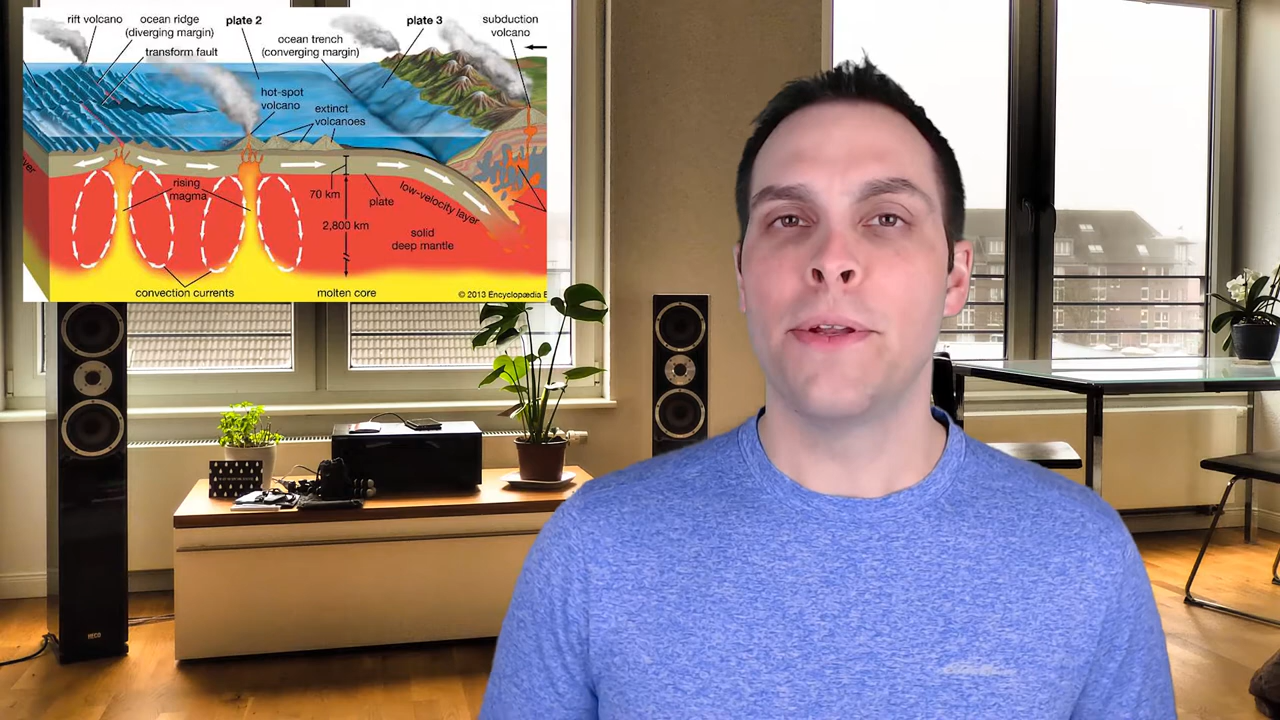 rift volcano
ocean ridge
(diverging margin)
transform fault
plate 2
ocean trench
(converging margin)
plate 3
subduction
volcano
hot-spot
volcano
extinct
volcanoes
rising
magma
70 km
plate
low-velocity layer
2,800 km
solid
deep mantle
convection currents
molten core
© 2013 Encyclopædia
HECO